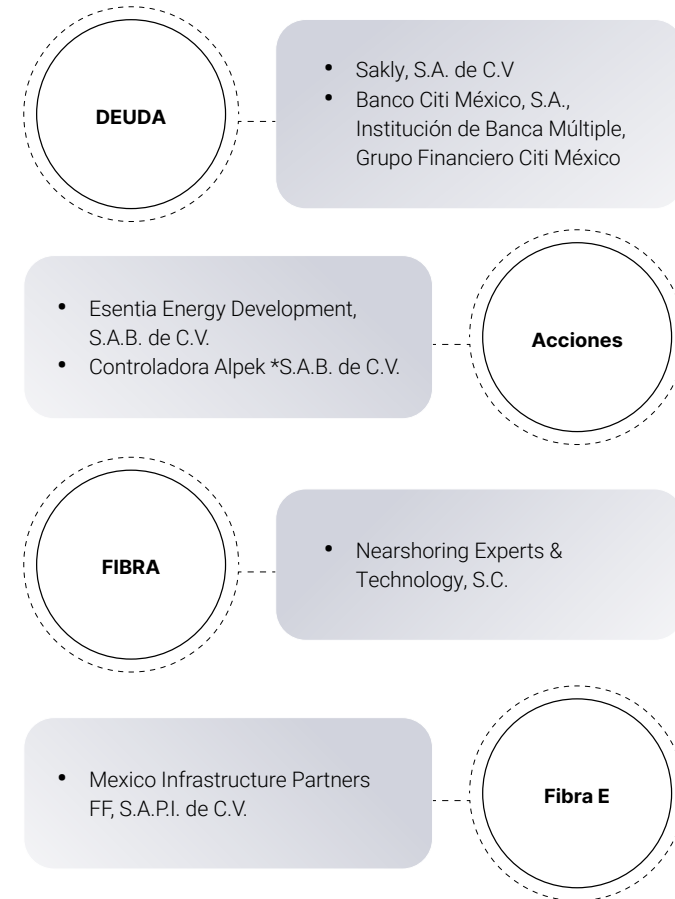 DEUDA
• Sakly, S.A. de C.V
• Banco Citi México, S.A.,
Institución de Banca Múltiple,
Grupo Financiero Citi México
• Esentia Energy Development,
S.A.B. de C.V.
• Controladora Alpek *S.A.B. de C.V.
Acciones
FIBRA
• Nearshoring Experts &
Technology, S.C.
• Mexico Infrastructure Partners
FF, S.A.P.I. de C.V.
Fibra E